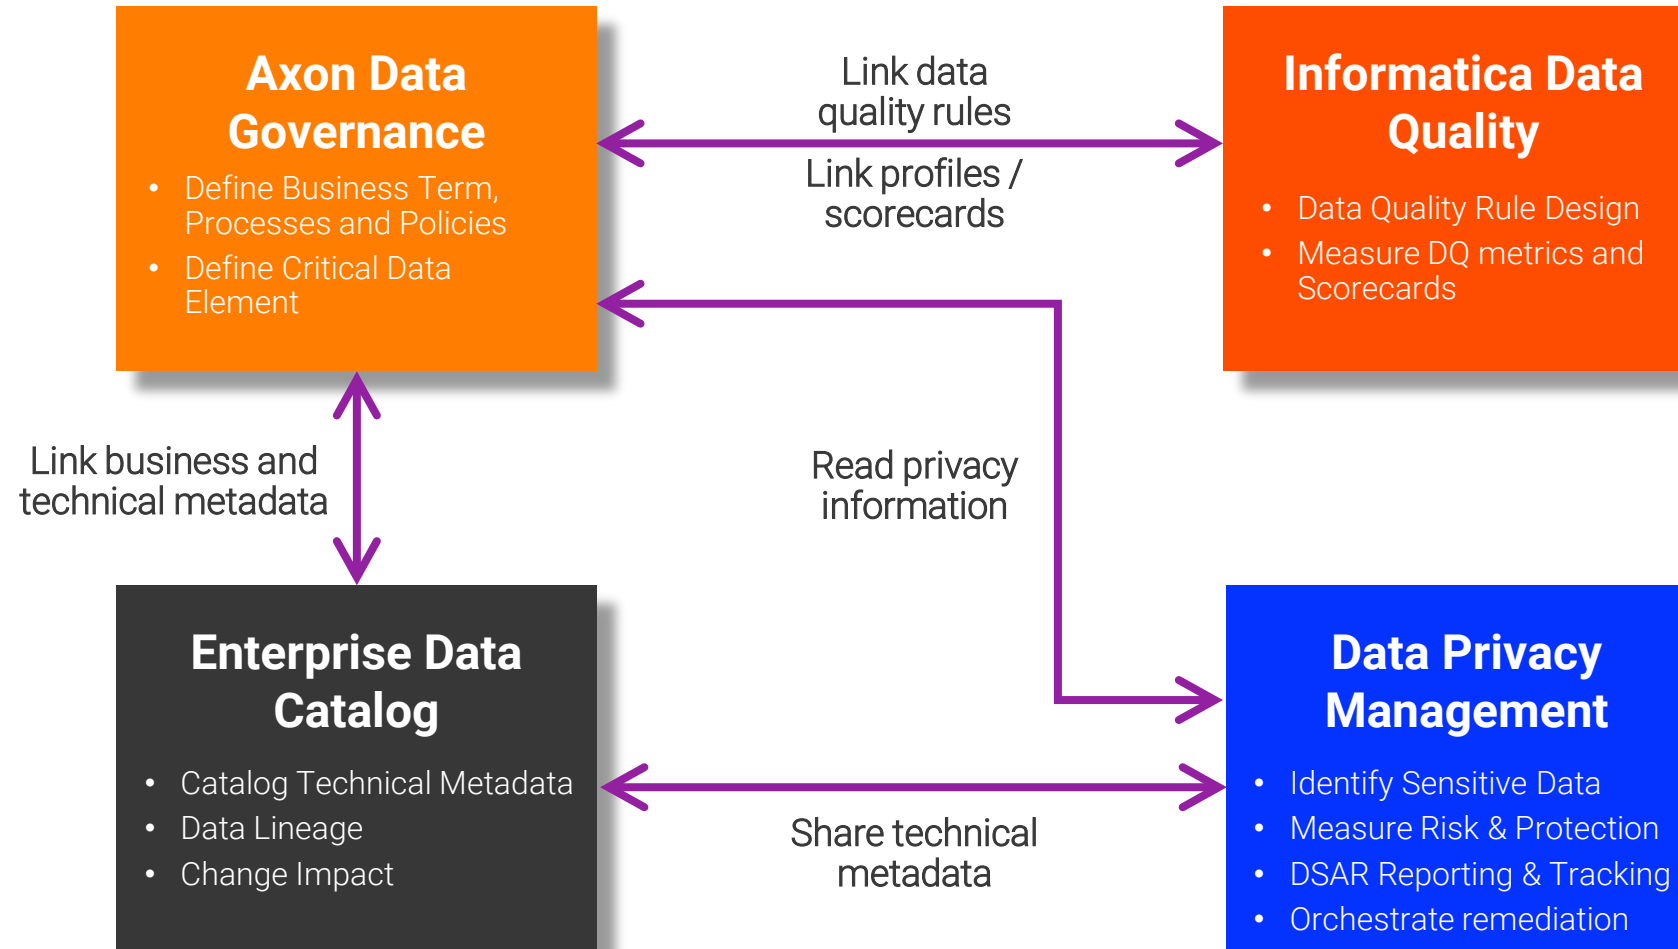 Axon Data
Governance
• Define Business Term,
Processes and Policies
• Define Critical Data
Element
Link data
quality rules
Link profiles /
scorecards
Informatica Data
Quality
• Data Quality Rule Design
• Measure DQ metrics and
Scorecards
Link business and
technical metadata
Read privacy
information
Enterprise Data
Catalog
• Catalog Technical Metadata
• Data Lineage
• Change Impact
Share technical
metadata
Data Privacy
Management
• Identify Sensitive Data
• Measure Risk & Protection
• DSAR Reporting & Tracking
• Orchestrate remediation